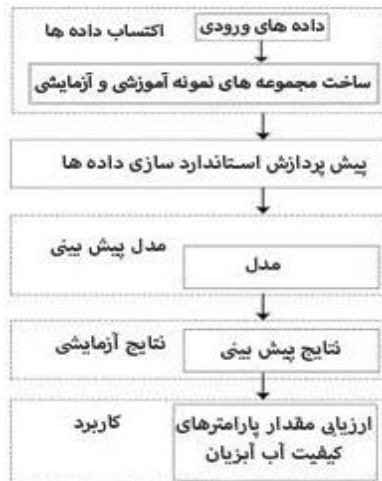 اکتساب داده ها
داده های ورودی
ساخت مجموعه های نمونه آموزشی و آزمایشی
پیش پردازش استاندارد سازی داده ها
مدل پیش بینی
مدل
نتایج آزمایشی
نتایج پیش بینی
کاربرد
ارزیابی مقدار پارامترهای
کیفیت آب آبزیان